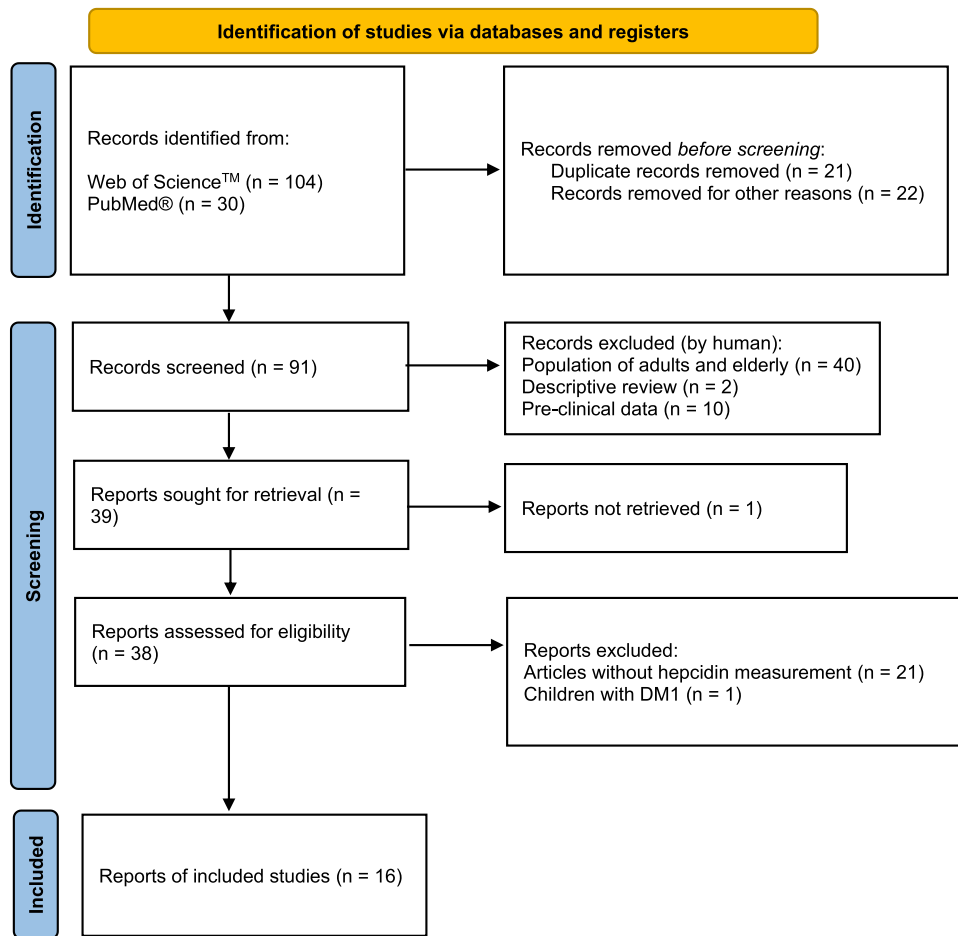 Identification of studies via databases and registers
Identification
Records identified from:
Web of Science™ (n = 104)
PubMed® (n = 30)
Records removed before screening:
Duplicate records removed (n = 21)
Records removed for other reasons (n = 22)
Screening
Records screened (n = 91)
Records excluded (by human):
Population of adults and elderly (n = 40)
Descriptive review (n = 2)
Pre-clinical data (n = 10)
Reports sought for retrieval (n =
39)
Reports not retrieved (n = 1)
Reports assessed for eligibility
(n = 38)
Reports excluded:
Articles without hepcidin measurement (n = 21)
Children with DM1 (n = 1)
Included
Reports of included studies (n = 16)